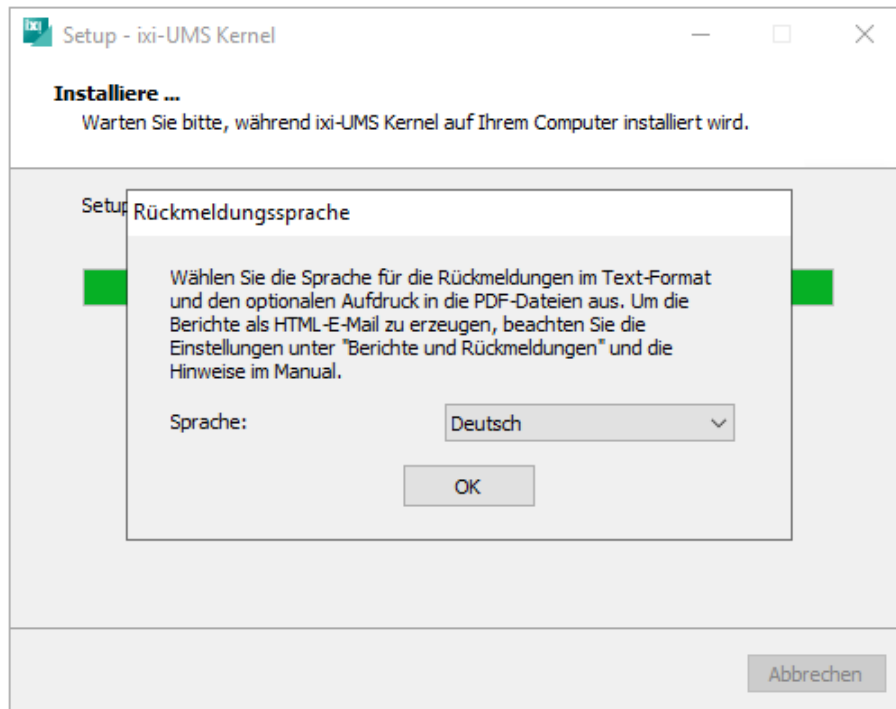 ixi
Setup - ixi-UMS Kernel
Installiere ...
Warten Sie bitte, während ixi-UMS Kernel auf Ihrem Computer installiert wird.
Setup
Rückmeldungssprache
Wählen Sie die Sprache für die Rückmeldungen im Text-Format
und den optionalen Aufdruck in die PDF-Dateien aus. Um die
Berichte als HTML-E-Mail zu erzeugen, beachten Sie die
Einstellungen unter "Berichte und Rückmeldungen" und die
Hinweise im Manual.
Sprache:
Deutsch
OK
Abbrechen